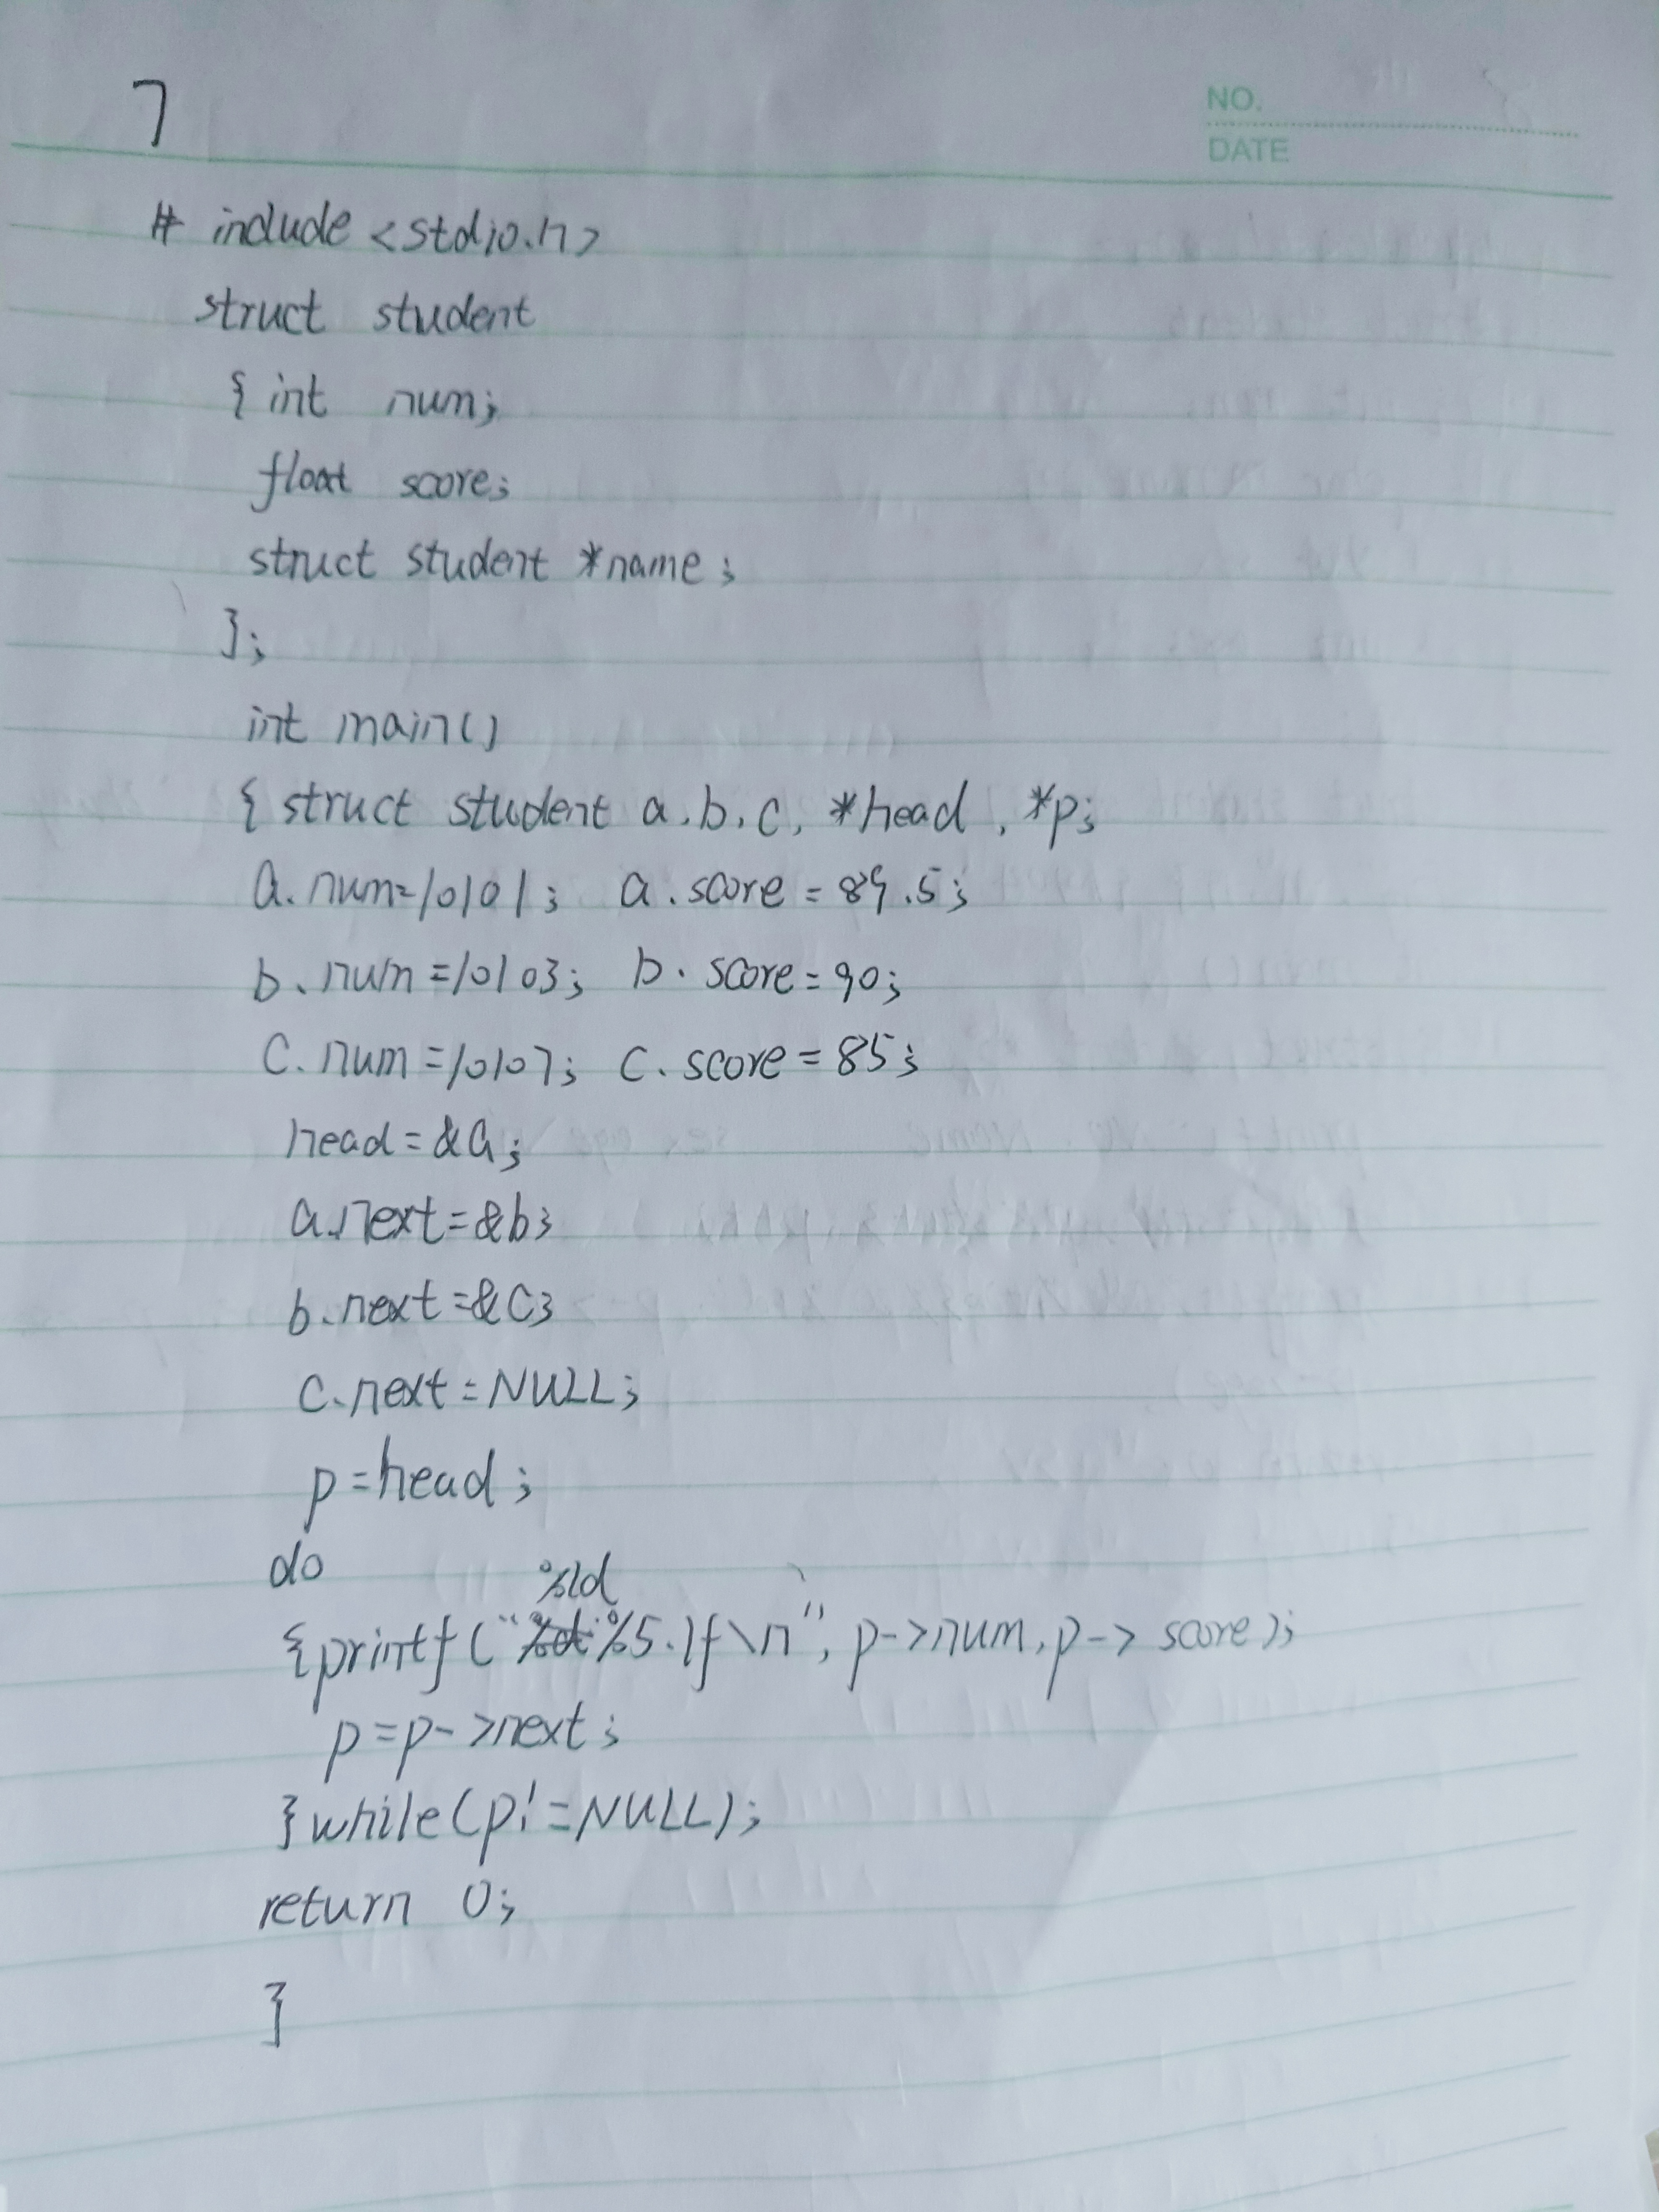 7
NO.
DATE
# include <stdio.h>
struct student
{ int num;
float score;
struct student *name;
};
int main()
{ struct student a.b.c, *head, *p;
a.num=10101; a.score=89.5;
b.num=10103; b.score=90;
c.num=10107; c.score=85;
head=&a;
a.next=&b;
b.next=&c;
c.next=NULL;
p=head;
do
%ld
{printf("%5.1f\n", p->num, p->score);
p=p->next;
}while(p!=NULL);
return 0;
}